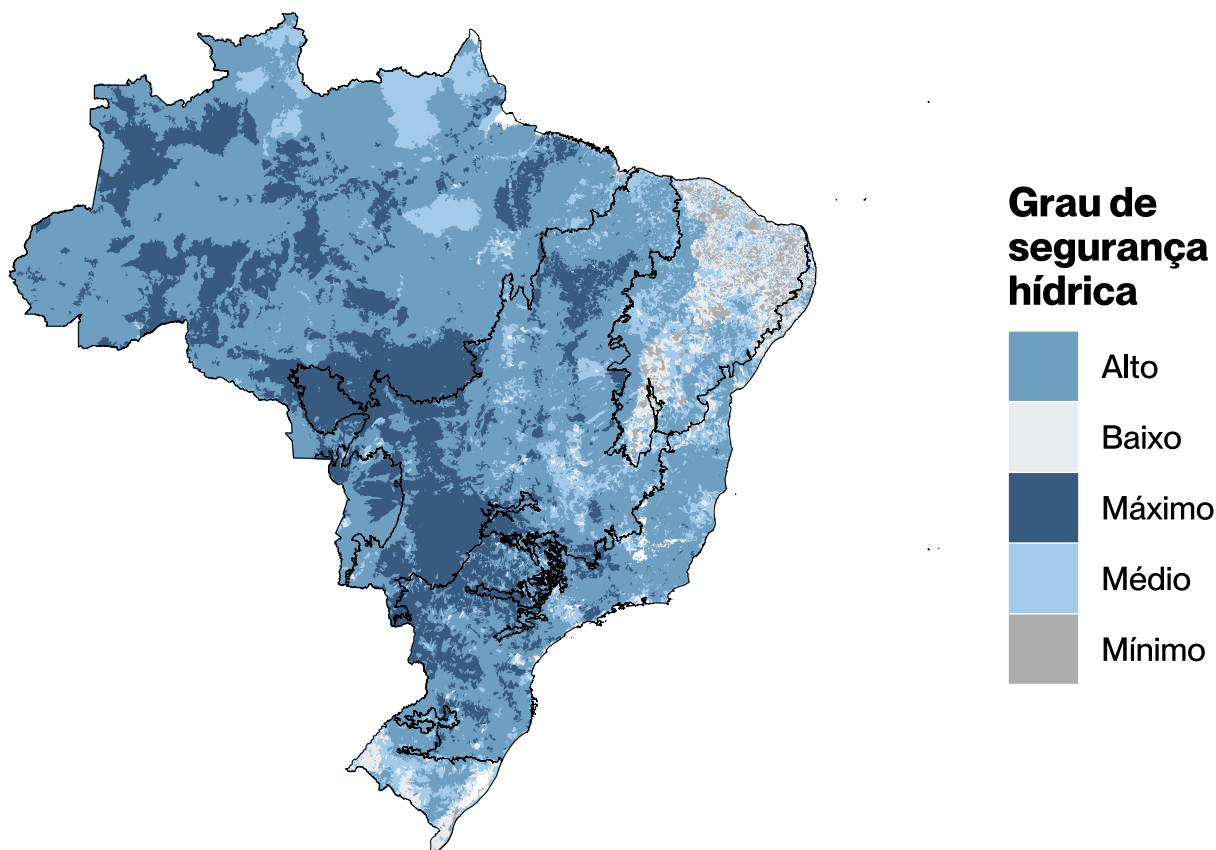 Grau de
segurança
hídrica
Alto
Baixo
Máximo
Médio
Mínimo